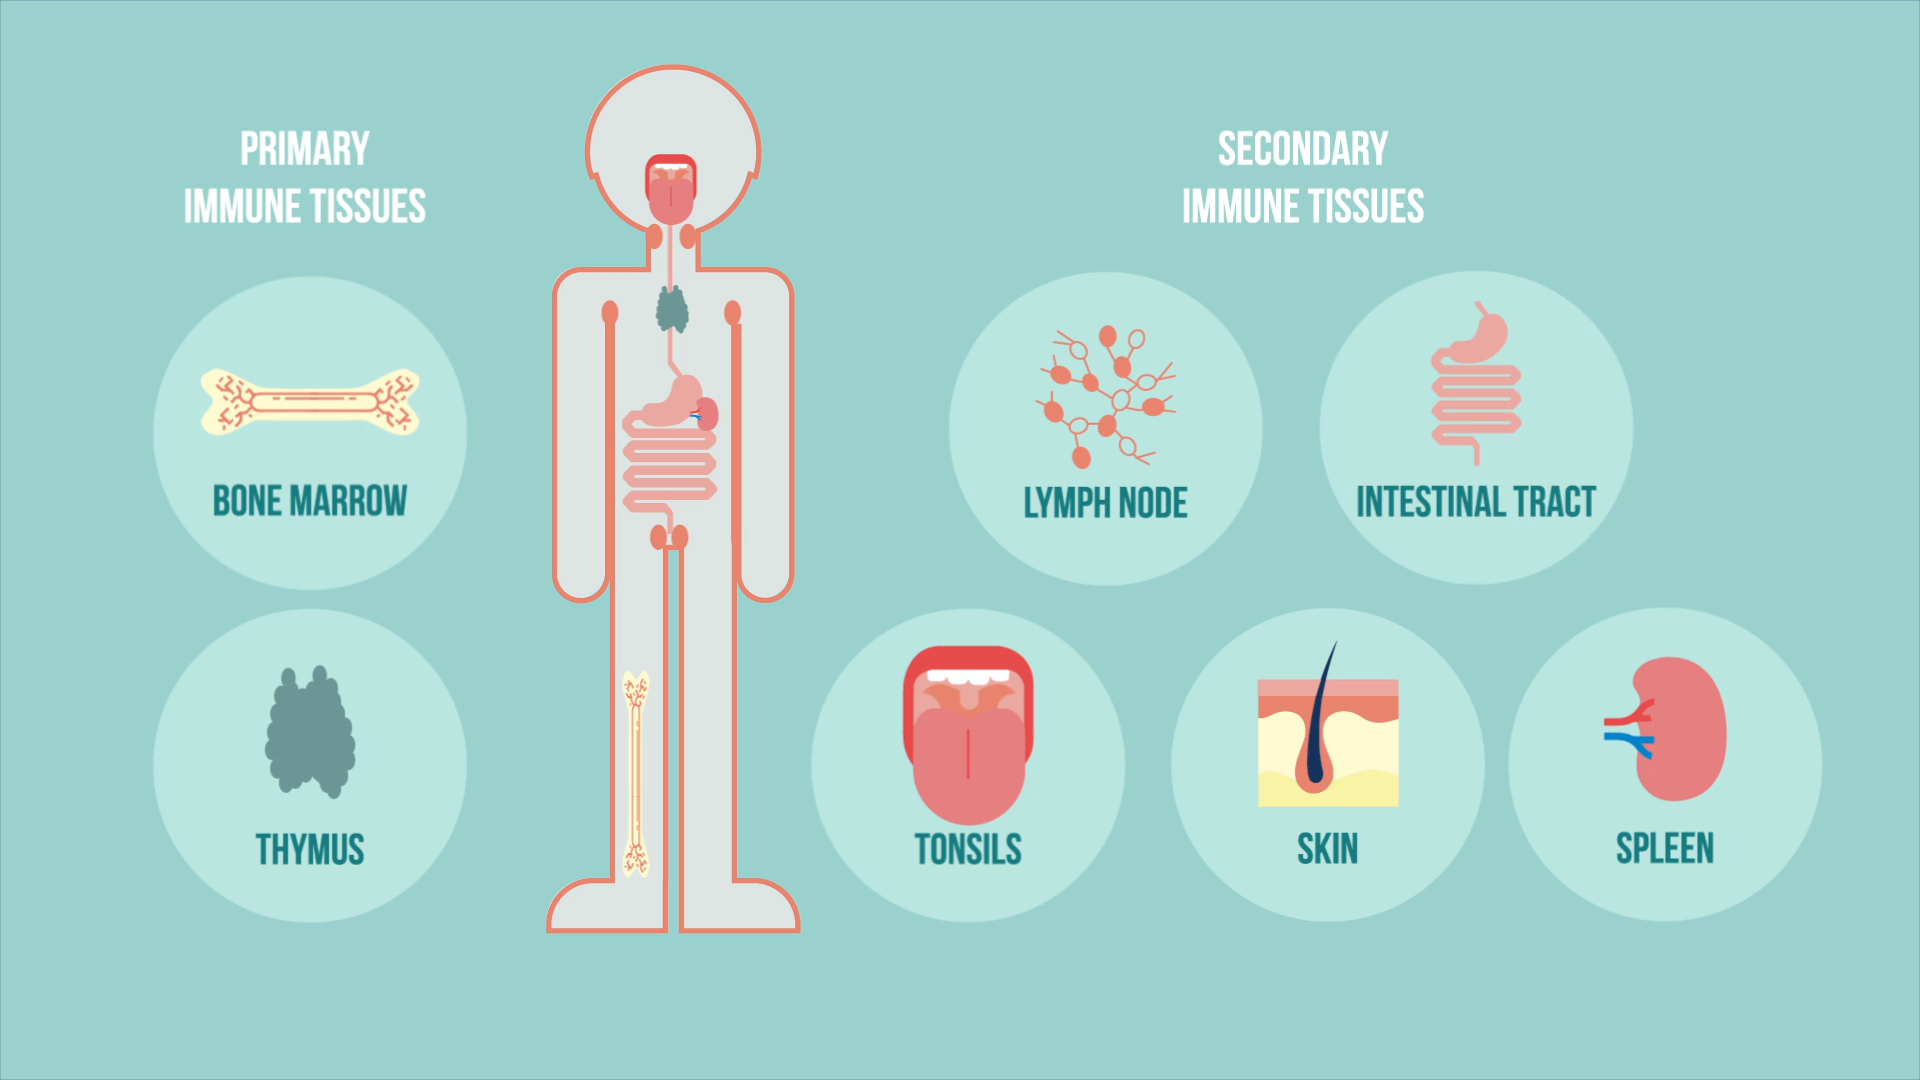 PRIMARY
IMMUNE TISSUES
BONE MARROW
THYMUS
SECONDARY
IMMUNE TISSUES
LYMPH NODE
INTESTINAL TRACT
TONSILS
SKIN
SPLEEN